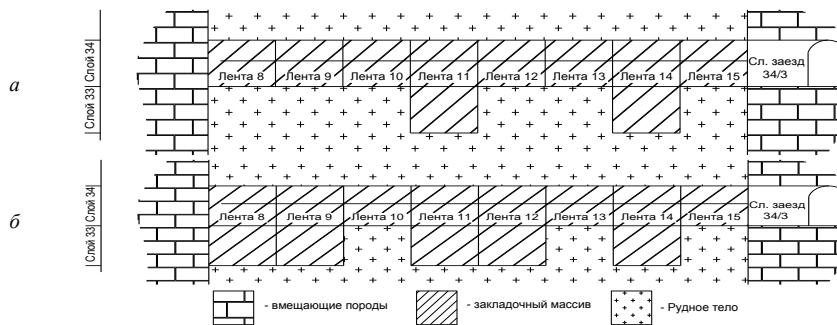 а
Слой 34
Слой 33
Лента 8 Лента 9 Лента 10 Лента 11 Лента 12 Лента 13 Лента 14 Лента 15
Сл. заезд
34/3
б
Слой 34
Слой 33
Лента 8 Лента 9 Лента 10 Лента 11 Лента 12 Лента 13 Лента 14 Лента 15
Сл. заезд
34/3
- вмещающие породы - закладочный массив - Рудное тело